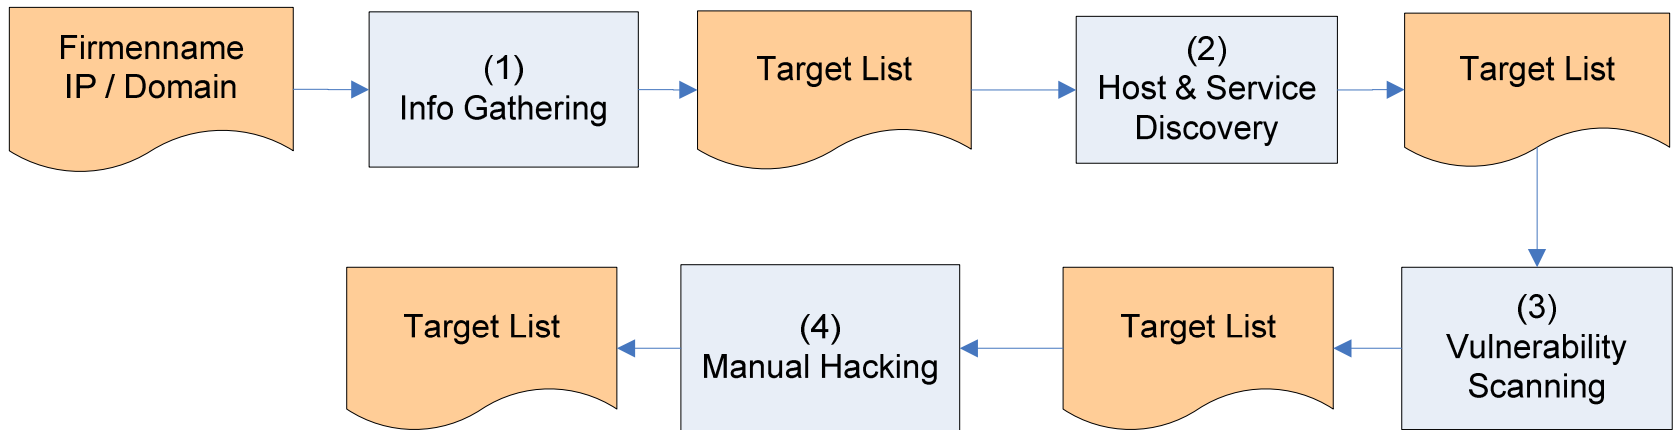 Firmenname
IP / Domain
(1)
Info Gathering
Target List
(2)
Host & Service
Discovery
Target List
(3)
Vulnerability
Scanning
Target List
(4)
Manual Hacking
Target List